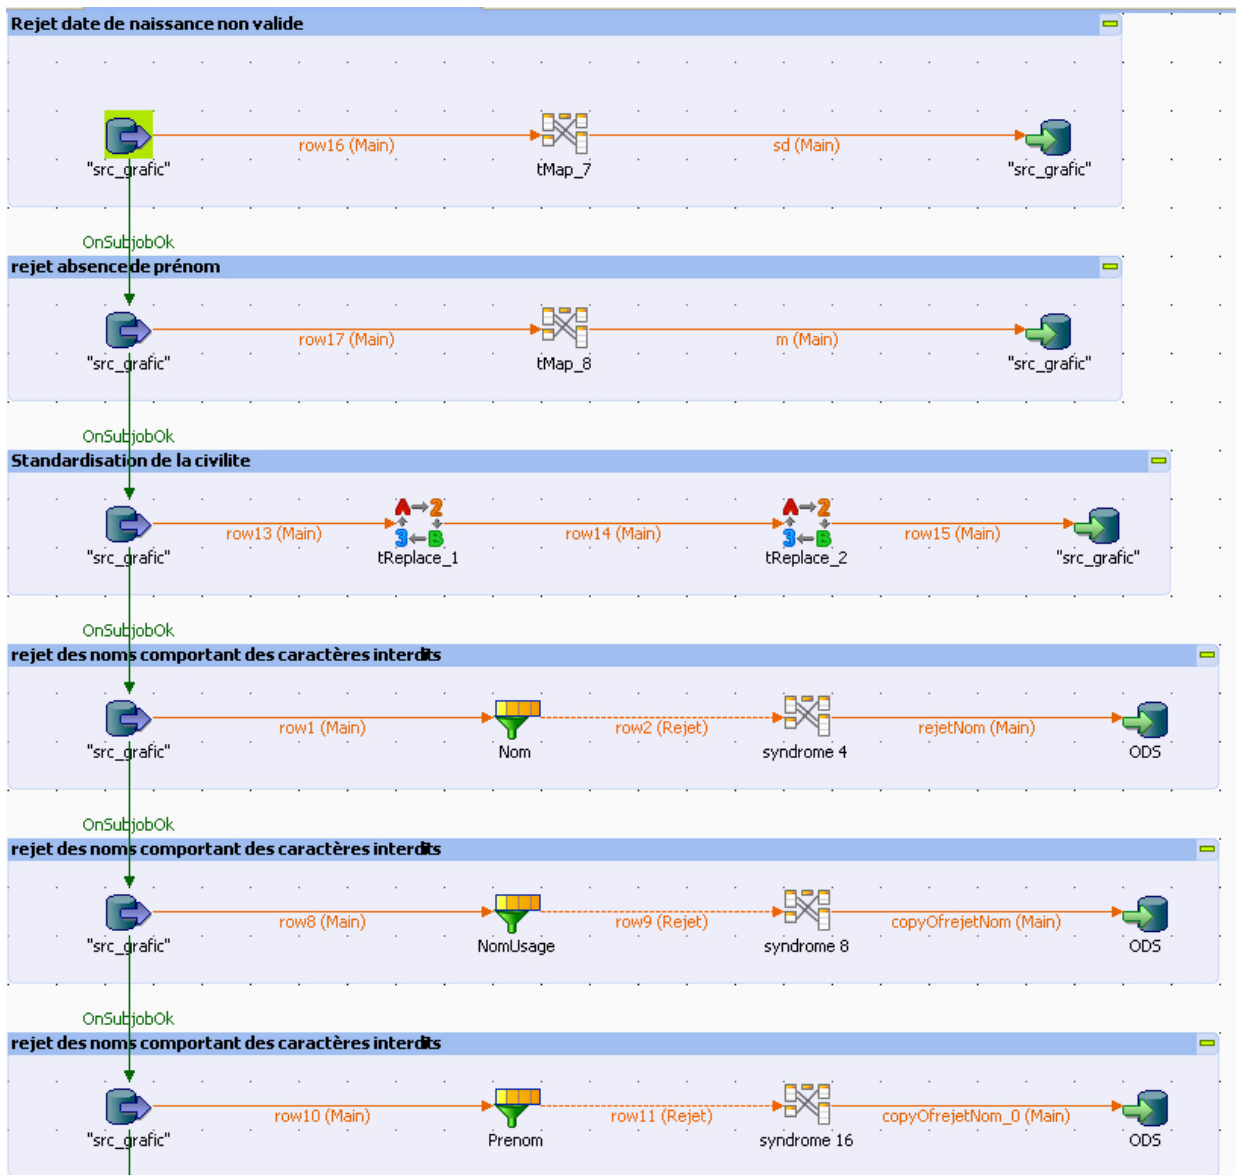 Rejet date de naissance non valide
row16 (Main)
sd (Main)
"src_grafic"
tMap_7
"src_grafic"
OnSubjobOk
rejet absence de prénom
row17 (Main)
m (Main)
"src_grafic"
tMap_8
"src_grafic"
OnSubjobOk
Standardisation de la civilite
row13 (Main)
row14 (Main)
row15 (Main)
"src_grafic"
tReplace_1
tReplace_2
"src_grafic"
OnSubjobOk
rejet des noms comportant des caractères interdits
row1 (Main)
row2 (Rejet)
rejetNom (Main)
"src_grafic"
Nom
syndrome 4
ODS
OnSubjobOk
rejet des noms comportant des caractères interdits
row8 (Main)
row9 (Rejet)
copyOfrejetNom (Main)
"src_grafic"
NomUsage
syndrome 8
ODS
OnSubjobOk
rejet des noms comportant des caractères interdits
row10 (Main)
row11 (Rejet)
copyOfrejetNom_0 (Main)
"src_grafic"
Prenom
syndrome 16
ODS